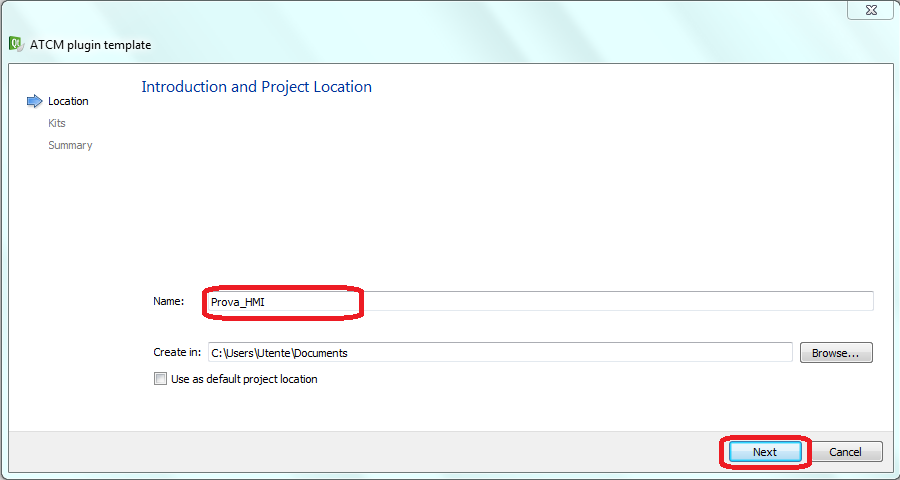 ATCM plugin template
Introduction and Project Location
Location
Kits
Summary
Name: Prova_HMI
Create in: C:\Users\Utente\Documents Browse...
Use as default project location
Next Cancel